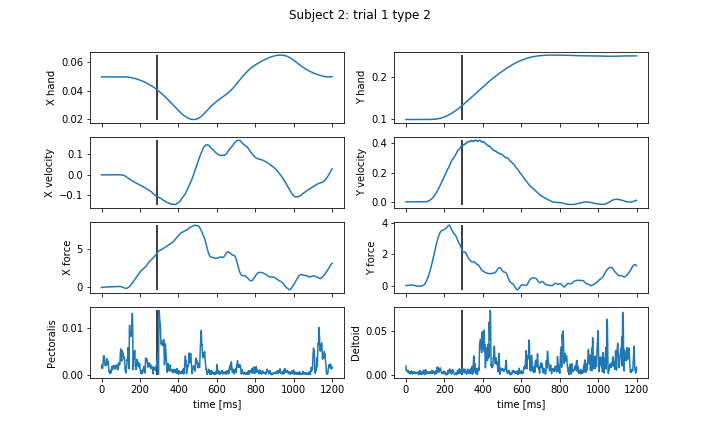 Subject 2: trial 1 type 2
X hand
0.06
0.04
0.02
Y hand
0.2
0.1
X velocity
0.1
0.0
−0.1
Y velocity
0.4
0.2
0.0
X force
5
0
Y force
4
2
0
Pectoralis
0.01
0.00
0 200 400 600 800 1000 1200
time [ms]
Deltoid
0.05
0.00
0 200 400 600 800 1000 1200
time [ms]